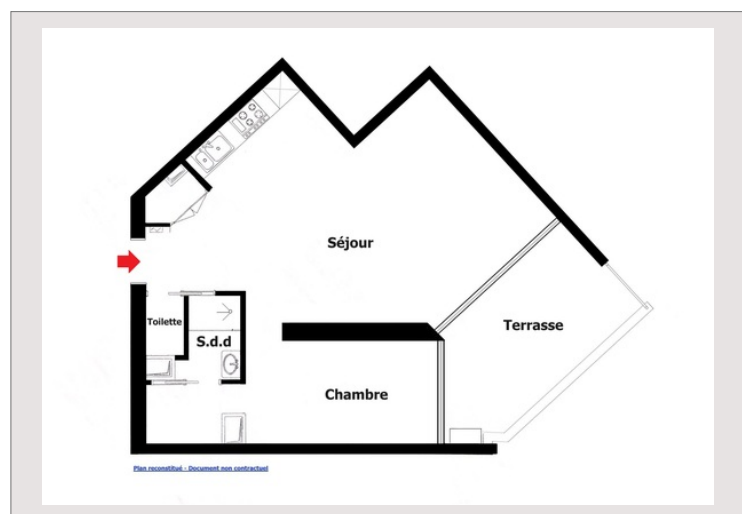 Séjour
Toilette
S.d.d
Terrasse
Chambre
Plan reconstitué - Document non contractuel